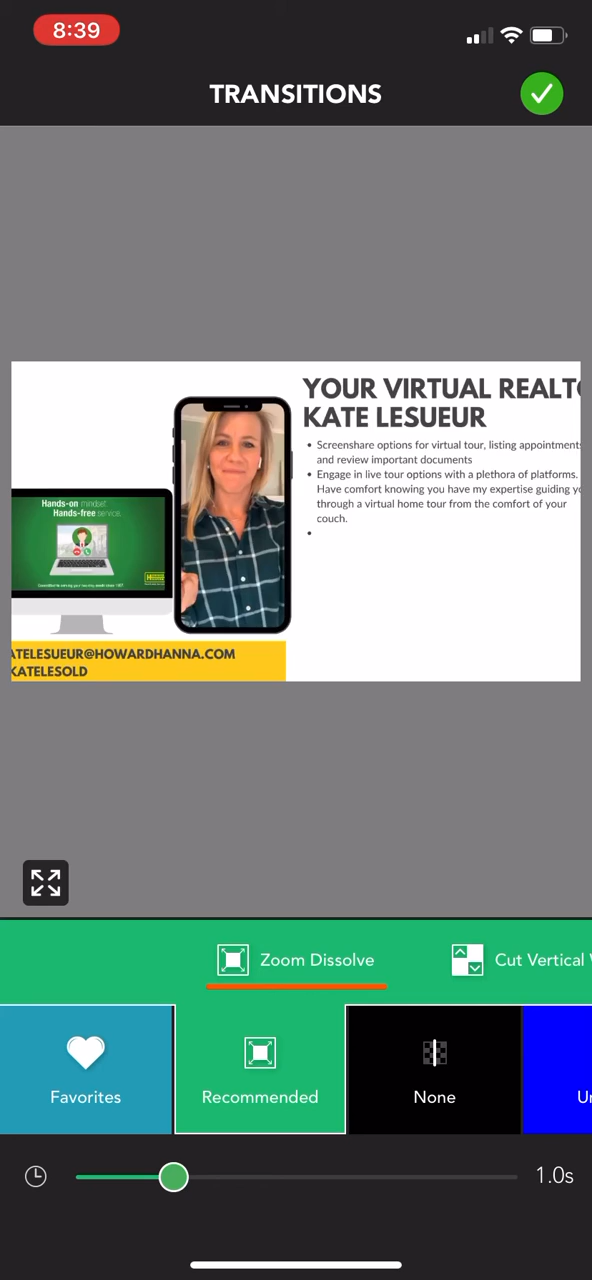 8:39
TRANSITIONS
YOUR VIRTUAL REALTO
KATE LESUEUR
• Screenshare options for virtual tour, listing appointments
and review important documents
• Engage in live tour options with a plethora of platforms.
Have comfort knowing you have my expertise guiding yo
through a virtual home tour from the comfort of your
couch.
•
Hands-on mindset.
Hands-free service.
ATELESUEUR@HOWARDHANNA.COM
KATELESOLD
Zoom Dissolve
Cut Vertical
Favorites
Recommended
None
Un
1.0s